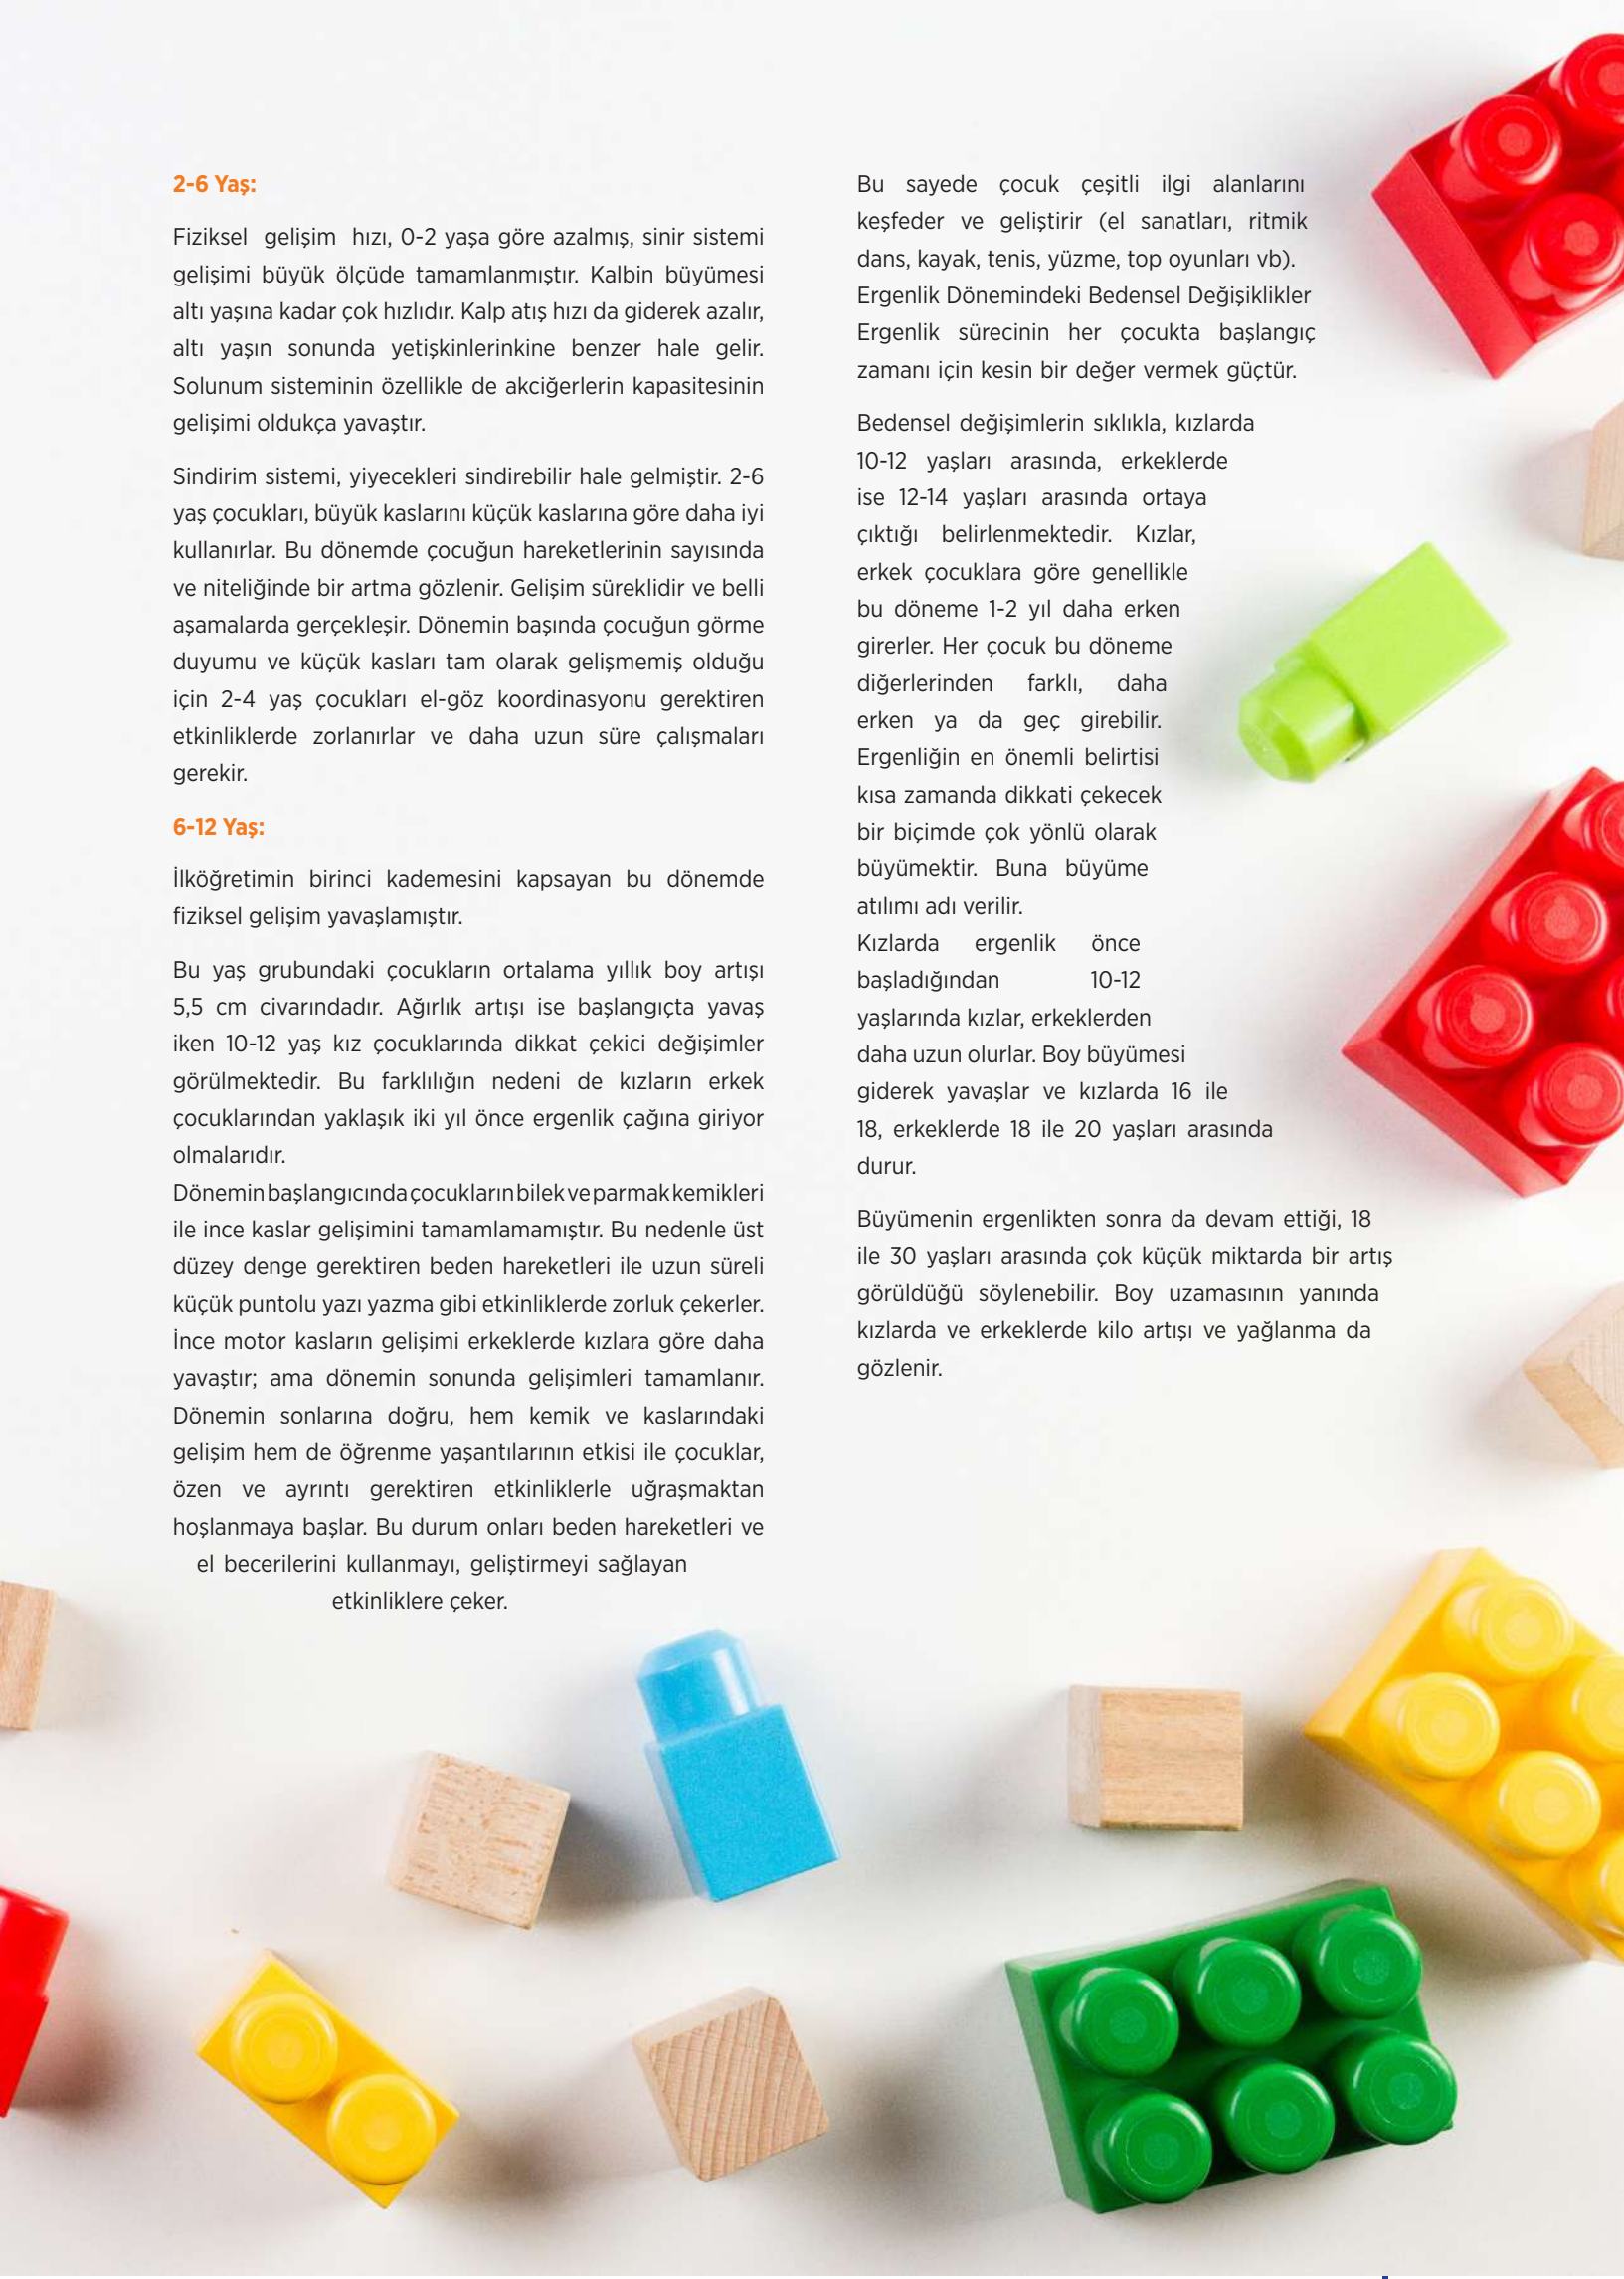 2-6 Yaş:
Fiziksel gelişim hızı, 0-2 yaşa göre azalmış, sinir sistemi
gelişimi büyük ölçüde tamamlanmıştır. Kalbin büyümesi
altı yaşına kadar çok hızlıdır. Kalp atış hızı da giderek azalır,
altı yaşın sonunda yetişkinlerinkine benzer hale gelir.
Solunum sisteminin özellikle de akciğerlerin kapasitesinin
gelişimi oldukça yavaştır.
Sindirim sistemi, yiyecekleri sindirebilir hale gelmiştir. 2-6
yaş çocukları, büyük kaslarını küçük kaslarına göre daha iyi
kullanırlar. Bu dönemde çocuğun hareketlerinin sayısında
ve niteliğinde bir artma gözlenir. Gelişim süreklidir ve belli
aşamalarda gerçekleşir. Dönemin başında çocuğun görme
duyumu ve küçük kasları tam olarak gelişmemiş olduğu
için 2-4 yaş çocukları el-göz koordinasyonu gerektiren
etkinliklerde zorlanırlar ve daha uzun süre çalışmaları
gerekir.
6-12 Yaş:
İlköğretimin birinci kademesini kapsayan bu dönemde
fiziksel gelişim yavaşlamıştır.
Bu yaş grubundaki çocukların ortalama yıllık boy artışı
5,5 cm civarındadır. Ağırlık artışı ise başlangıçta yavaş
iken 10-12 yaş kız çocuklarında dikkat çekici değişimler
görülmektedir. Bu farklılığın nedeni de kızların erkek
çocuklarından yaklaşık iki yıl önce ergenlik çağına giriyor
olmalarıdır.
Dönemin başlangıcında çocukların bilek ve parmak kemikleri
ile ince kaslar gelişimini tamamlamamıştır. Bu nedenle üst
düzey denge gerektiren beden hareketleri ile uzun süreli
küçük puntolu yazı yazma gibi etkinliklerde zorluk çekerler.
İnce motor kasların gelişimi erkeklerde kızlara göre daha
yavaştır; ama dönemin sonunda gelişimleri tamamlanır.
Dönemin sonlarına doğru, hem kemik ve kaslarındaki
gelişim hem de öğrenme yaşantılarının etkisi ile çocuklar,
özen ve ayrıntı gerektiren etkinliklerle uğraşmaktan
hoşlanmaya başlar. Bu durum onları beden hareketleri ve
el becerilerini kullanmayı, geliştirmeyi sağlayan
etkinliklere çeker.
Bu sayede çocuk çeşitli ilgi alanlarını
keşfeder ve geliştirir (el sanatları, ritmik
dans, kayak, tenis, yüzme, top oyunları vb).
Ergenlik Dönemindeki Bedensel Değişiklikler
Ergenlik sürecinin her çocukta başlangıç
zamanı için kesin bir değer vermek güçtür.
Bedensel değişimlerin sıklıkla, kızlarda
10-12 yaşları arasında, erkeklerde
ise 12-14 yaşları arasında ortaya
çıktığı belirlenmektedir. Kızlar,
erkek çocuklara göre genellikle
bu döneme 1-2 yıl daha erken
girerler. Her çocuk bu döneme
diğerlerinden farklı, daha
erken ya da geç girebilir.
Ergenliğin en önemli belirtisi
kısa zamanda dikkati çekecek
bir biçimde çok yönlü olarak
büyümektir. Buna büyüme
atılımı adı verilir.
Kızlarda ergenlik önce
başladığından 10-12
yaşlarında kızlar, erkeklerden
daha uzun olurlar. Boy büyümesi
giderek yavaşlar ve kızlarda 16 ile
18, erkeklerde 18 ile 20 yaşları arasında
durur.
Büyümenin ergenlikten sonra da devam ettiği, 18
ile 30 yaşları arasında çok küçük miktarda bir artış
görüldüğü söylenebilir. Boy uzamasının yanında
kızlarda ve erkeklerde kilo artışı ve yağlanma da
gözlenir.